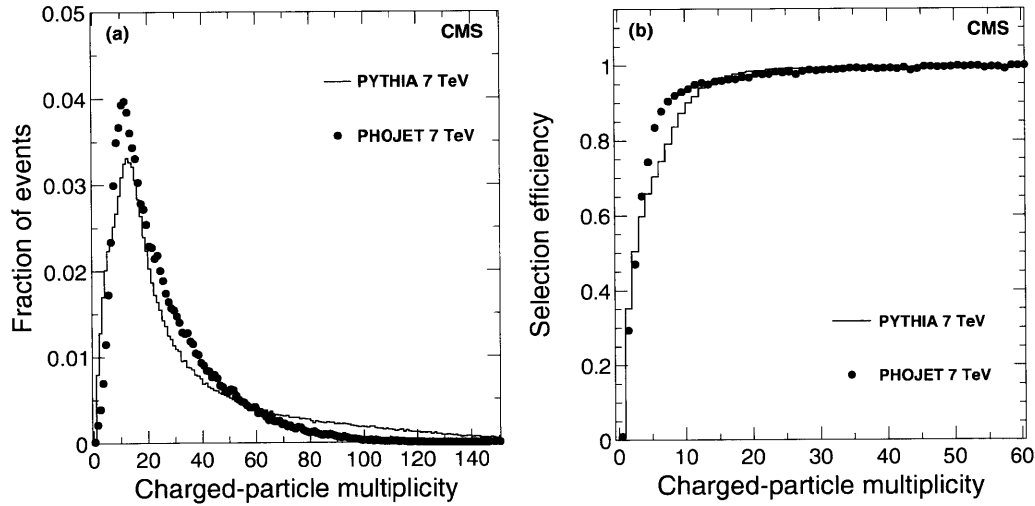 (a)
CMS
PYTHIA 7 TeV
PHOJET 7 TeV
Fraction of events
0.05
0.04
0.03
0.02
0.01
0
0 20 40 60 80 100 120 140
Charged-particle multiplicity
(b)
CMS
Selection efficiency
1
0.8
0.6
0.4
0.2
0
PYTHIA 7 TeV
PHOJET 7 TeV
0 10 20 30 40 50 60
Charged-particle multiplicity